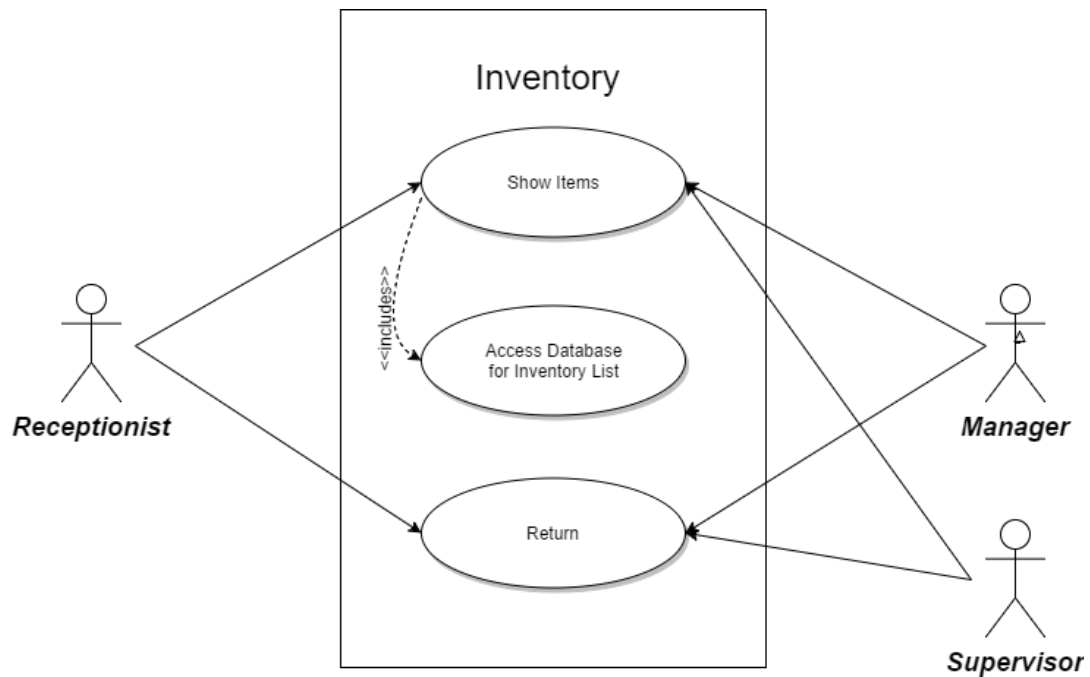 Inventory
Show Items
<<includes>>
Access Database
for Inventory List
Receptionist
Manager
Return
Supervisor